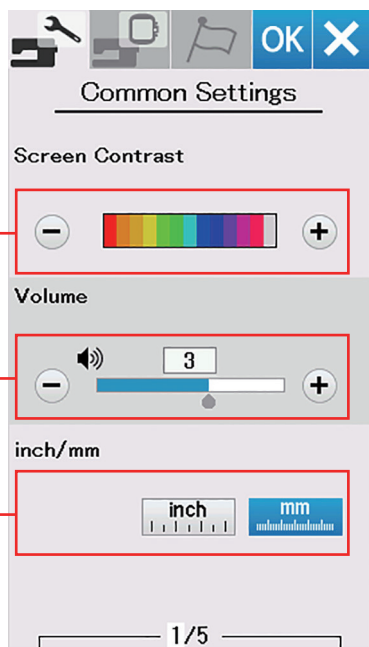 OK
Common Settings
Screen Contrast
Volume
3
inch/mm
inch
mm
1/5